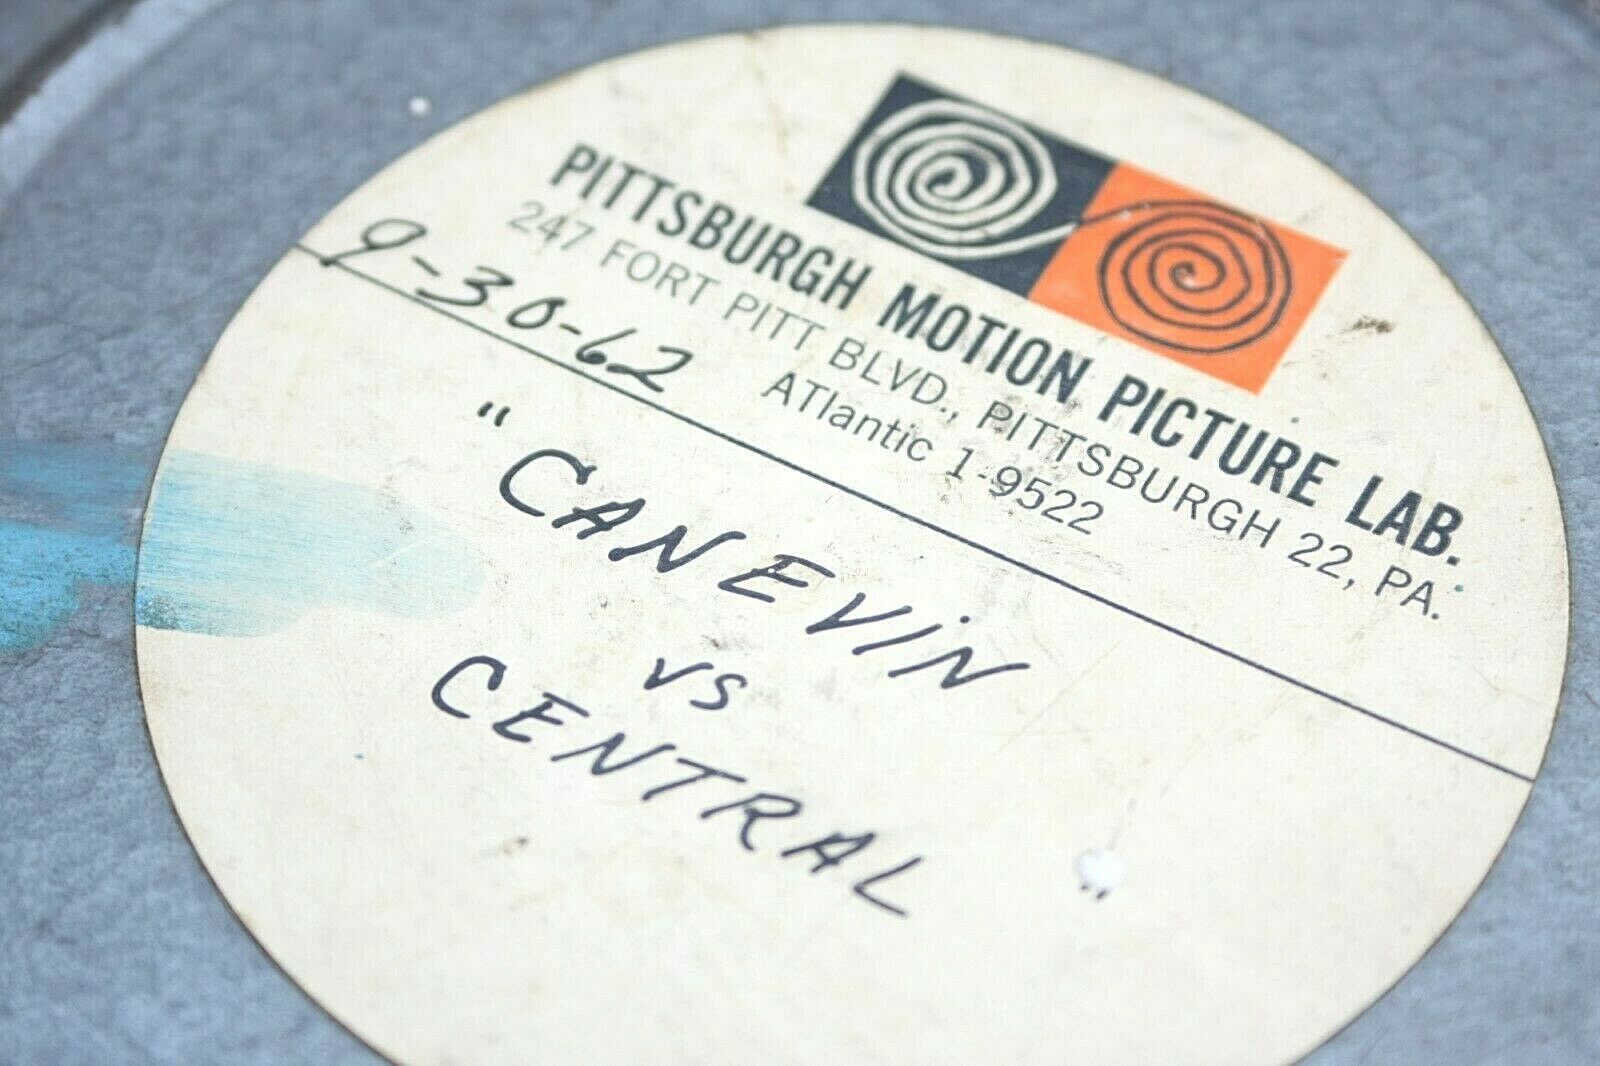 PITTSBURGH MOTION PICTURE LAB.
247 FORT PITT BLVD., PITTSBURGH 22, PA.
ATlantic 1-9522
9-30-62
"CANEViN
vs
CENTRAL"